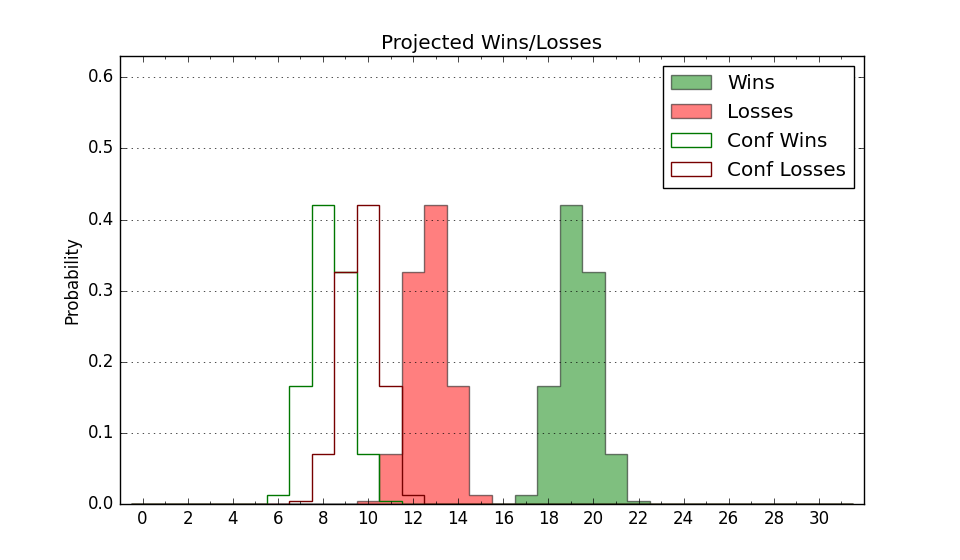 Projected Wins/Losses
Probability
0.6
0.5
0.4
0.3
0.2
0.1
0.0
Wins
Losses
Conf Wins
Conf Losses
0 2 4 6 8 10 12 14 16 18 20 22 24 26 28 30